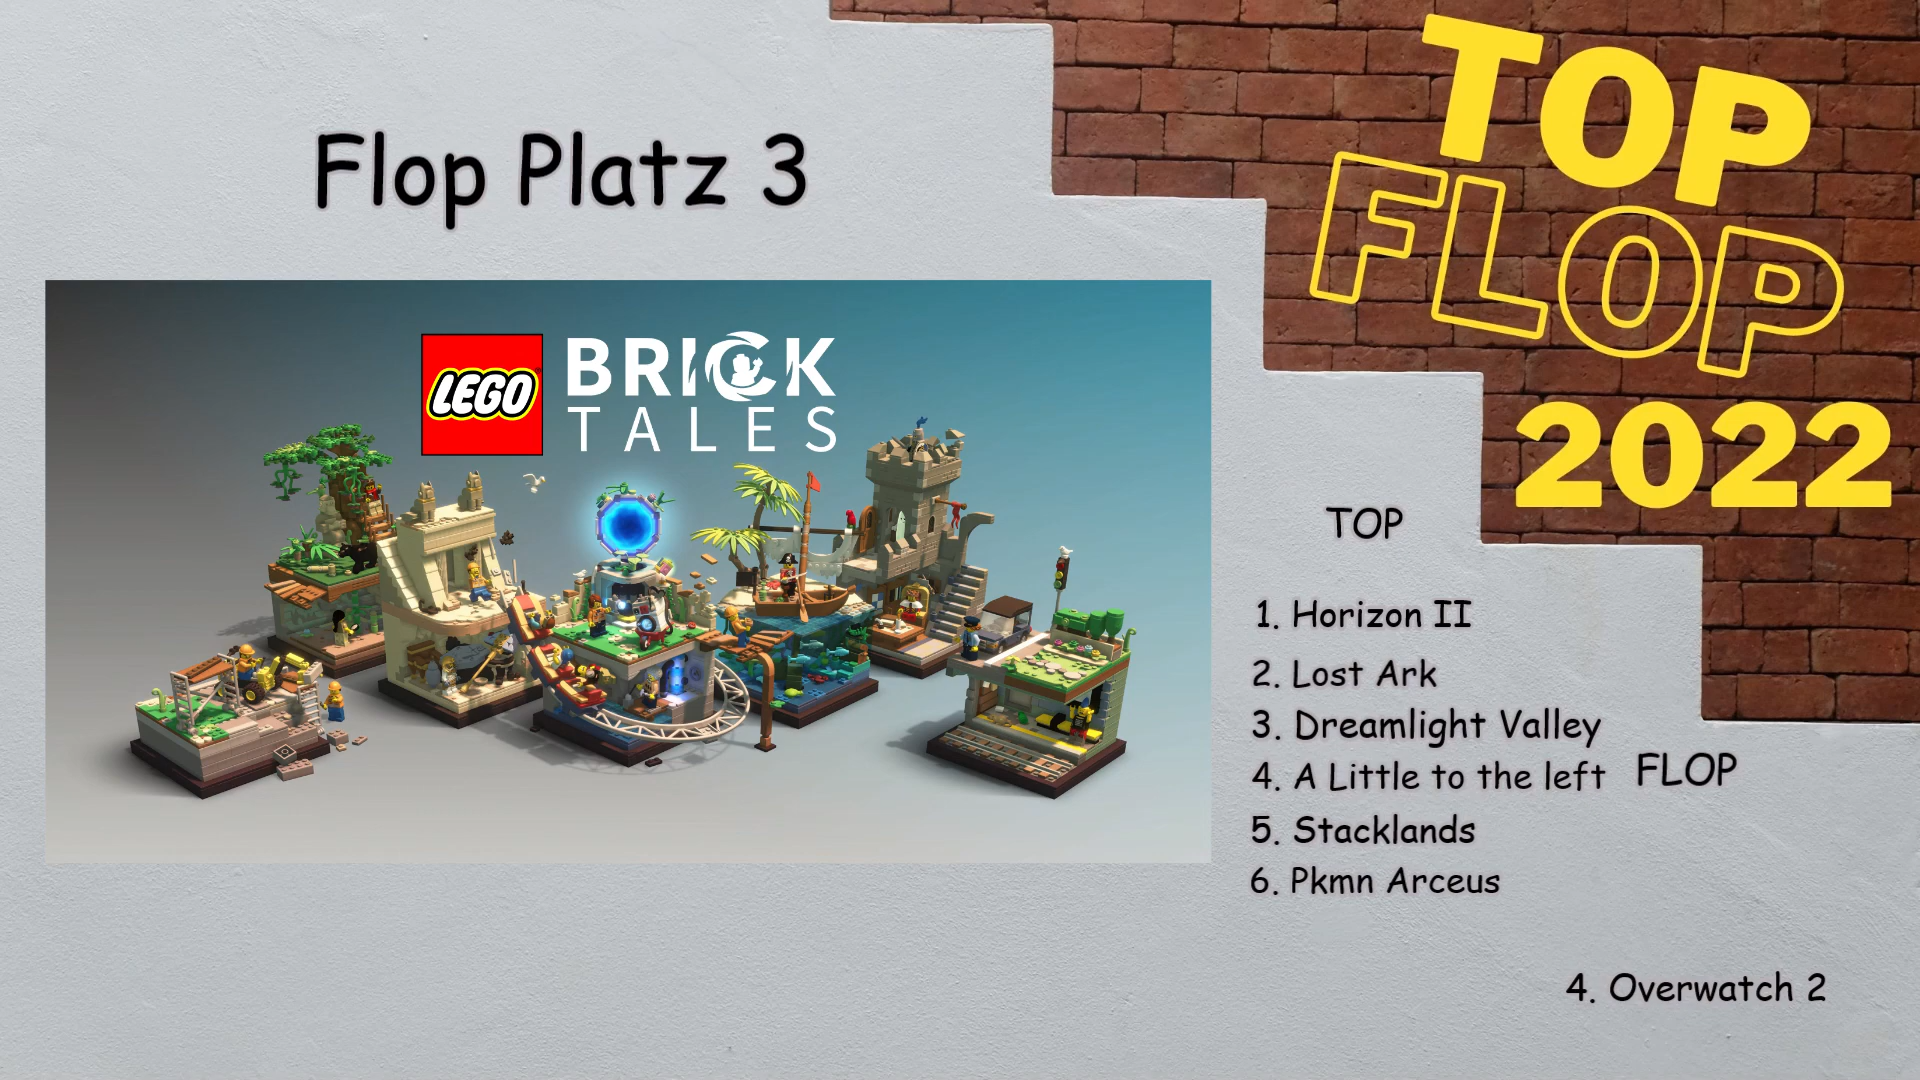 TOP
FLOP
2022
Flop Platz 3
LEGO
BRICK
TALES
TOP
1. Horizon II
2. Lost Ark
3. Dreamlight Valley
4. A Little to the left
5. Stacklands
6. Pkmn Arceus
FLOP
4. Overwatch 2